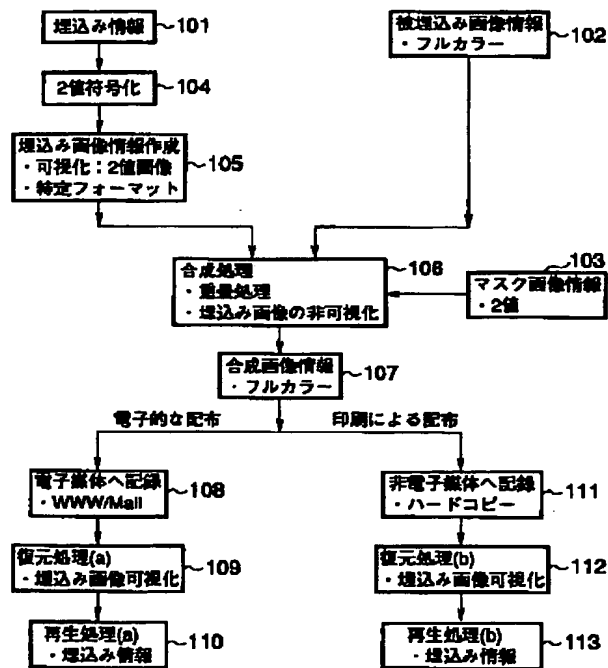 埋込み情報 101
被埋込み画像情報
・フルカラー 102
2値符号化 104
埋込み画像情報作成
・可視化:2値画像
・特定フォーマット 105
合成処理
・重畳処理
・埋込み画像の非可視化 106
103
マスク画像情報
・2値
合成画像情報
・フルカラー 107
電子的な配布 印刷による配布
電子媒体へ記録
・WWW/Mail 108
非電子媒体へ記録
・ハードコピー 111
復元処理(a)
・埋込み画像可視化 109
復元処理(b)
・埋込み画像可視化 112
再生処理(a)
・埋込み情報 110
再生処理(b)
・埋込み情報 113